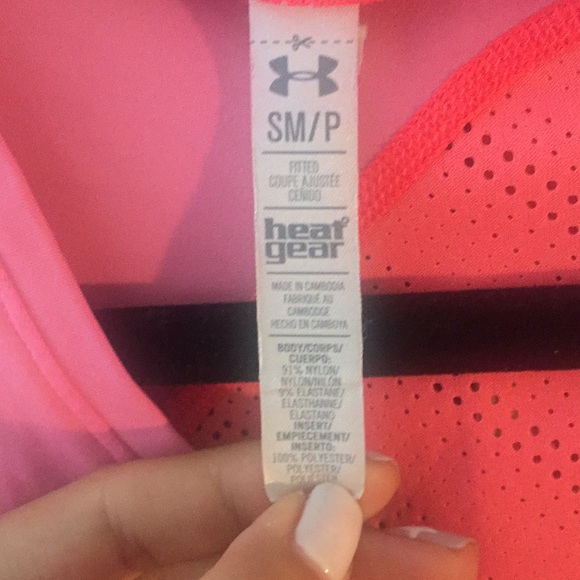 SM/P
FITTED
COUPE AJUSTÉE
CEÑIDO
heat
gear
MADE IN CAMBODIA
FABRIQUÉ AU
CAMBODGE
HECHO EN CAMBOYA
BODY/CORPS/
CUERPO:
91% NYLON/
NYLON/NILÓN
9% ELASTANE/
ELASTHANNE/
ELASTANO
INSERT/
EMPIECEMENT/
INSERTO:
100% POLYESTER/
POLYESTER/
POLIÉSTER